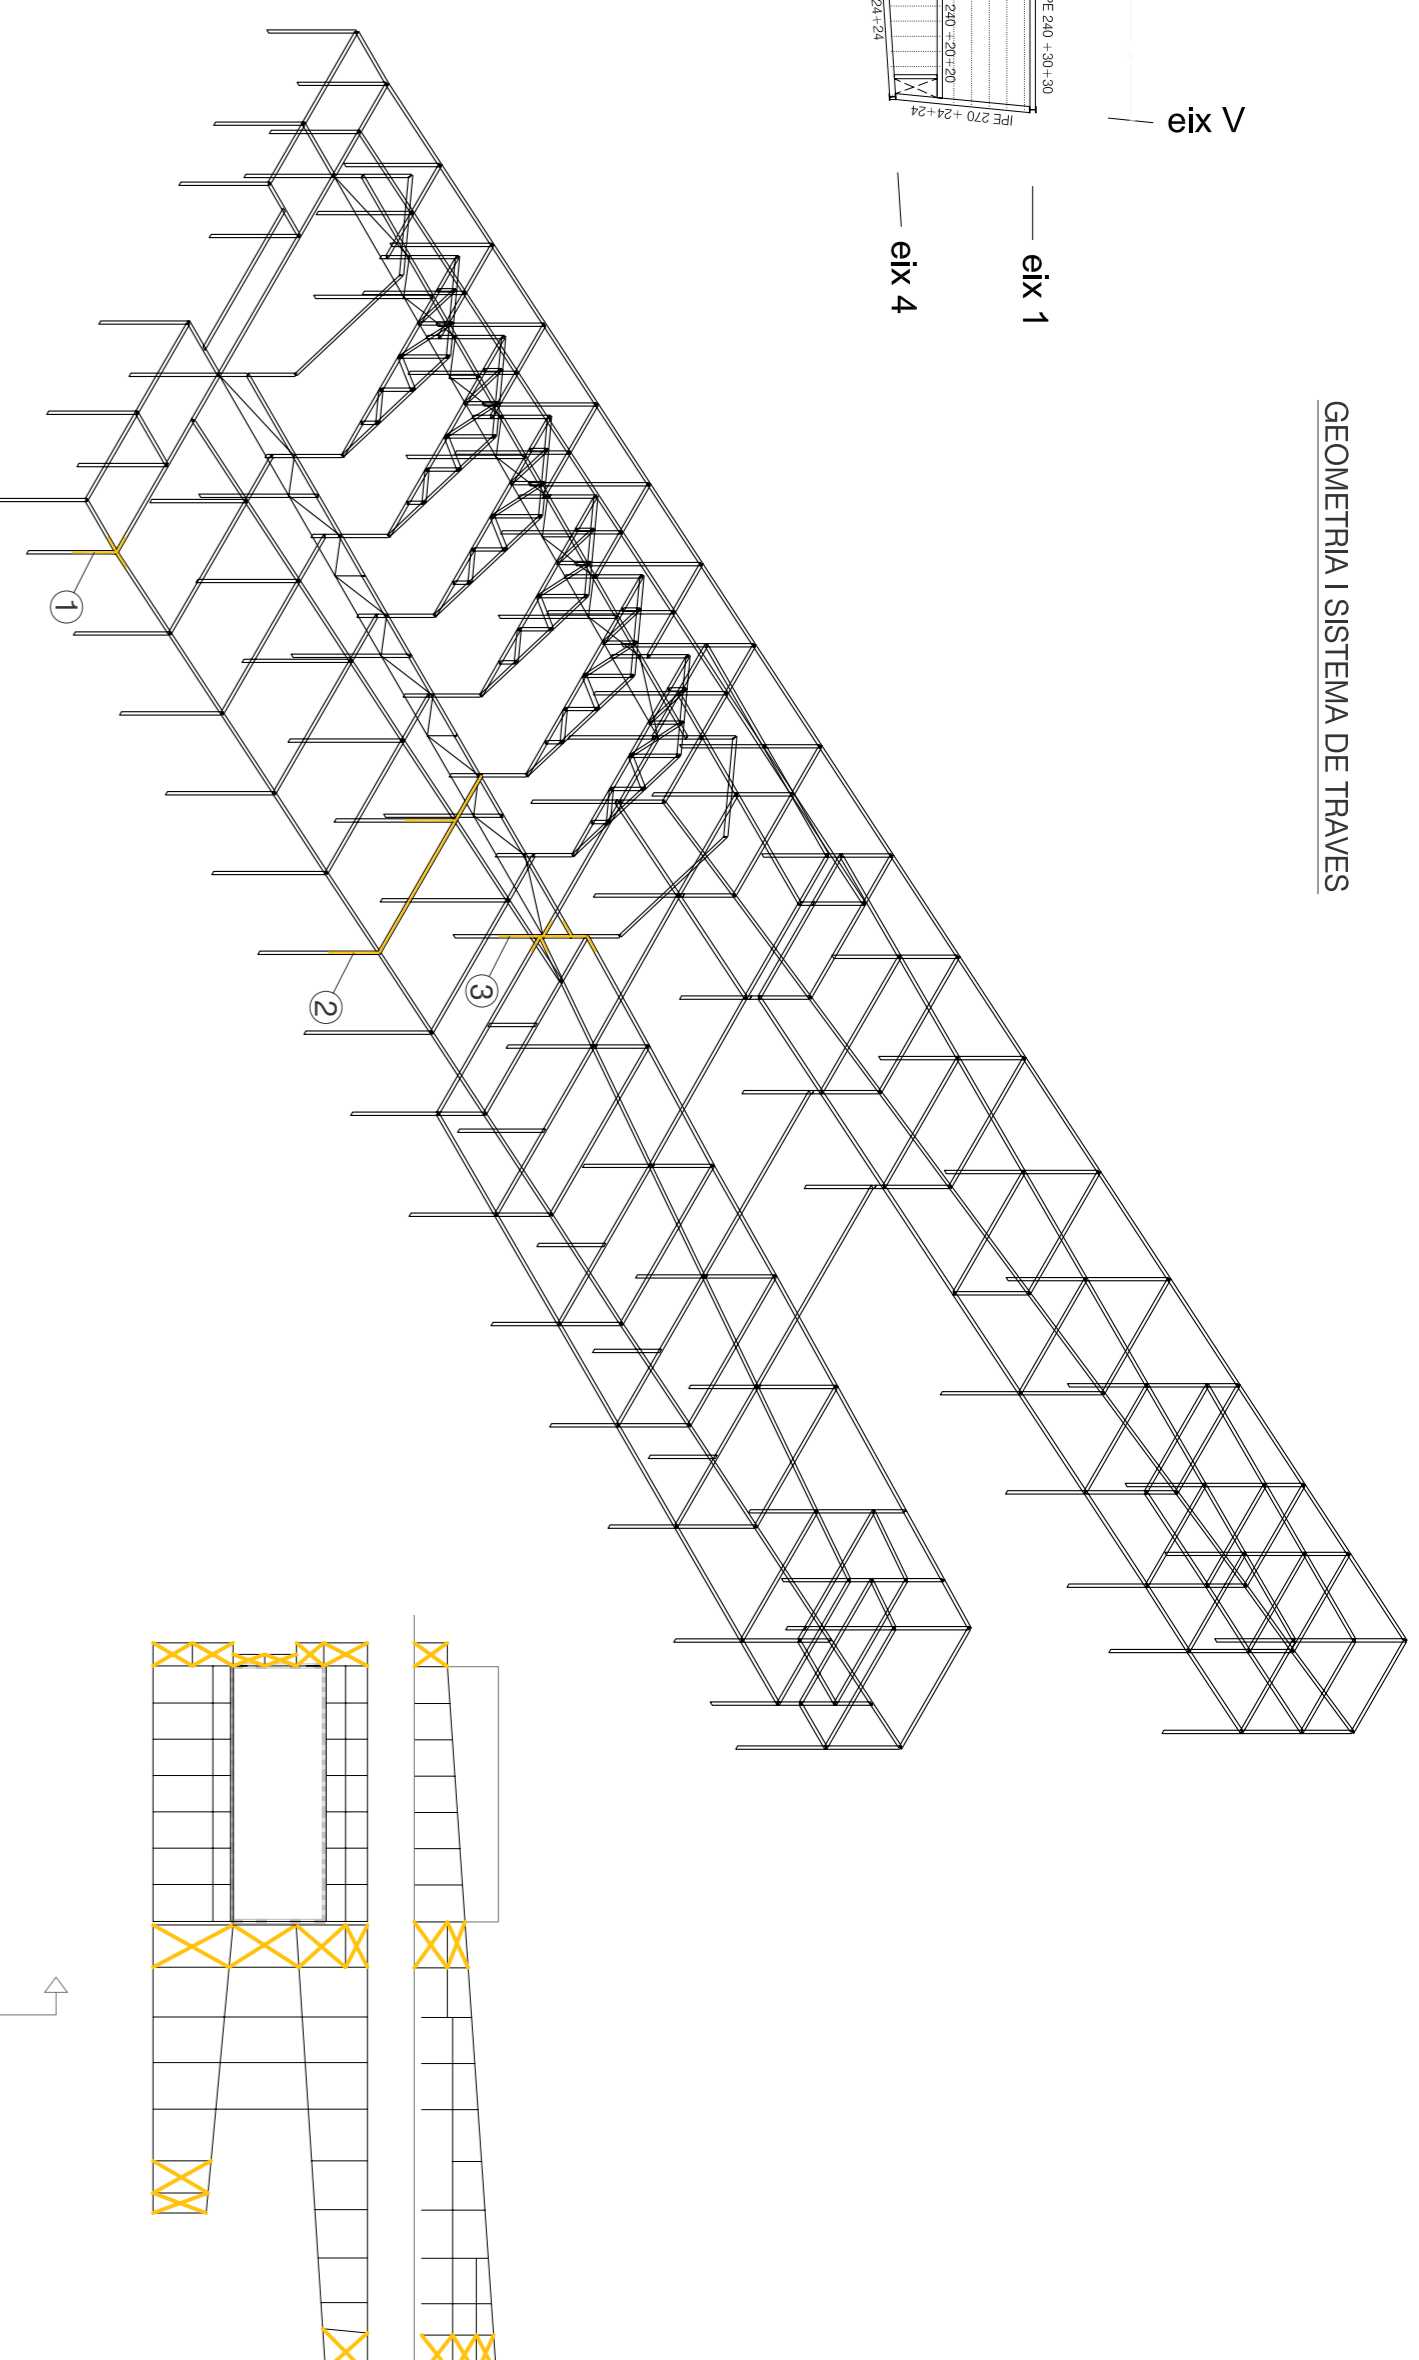 GEOMETRIA I SISTEMA DE TRAVES
eix V
eix 1
eix 4
PE 240 +30+30
240 +20+20
24+24
IPE 270 +24+24
1
2
3